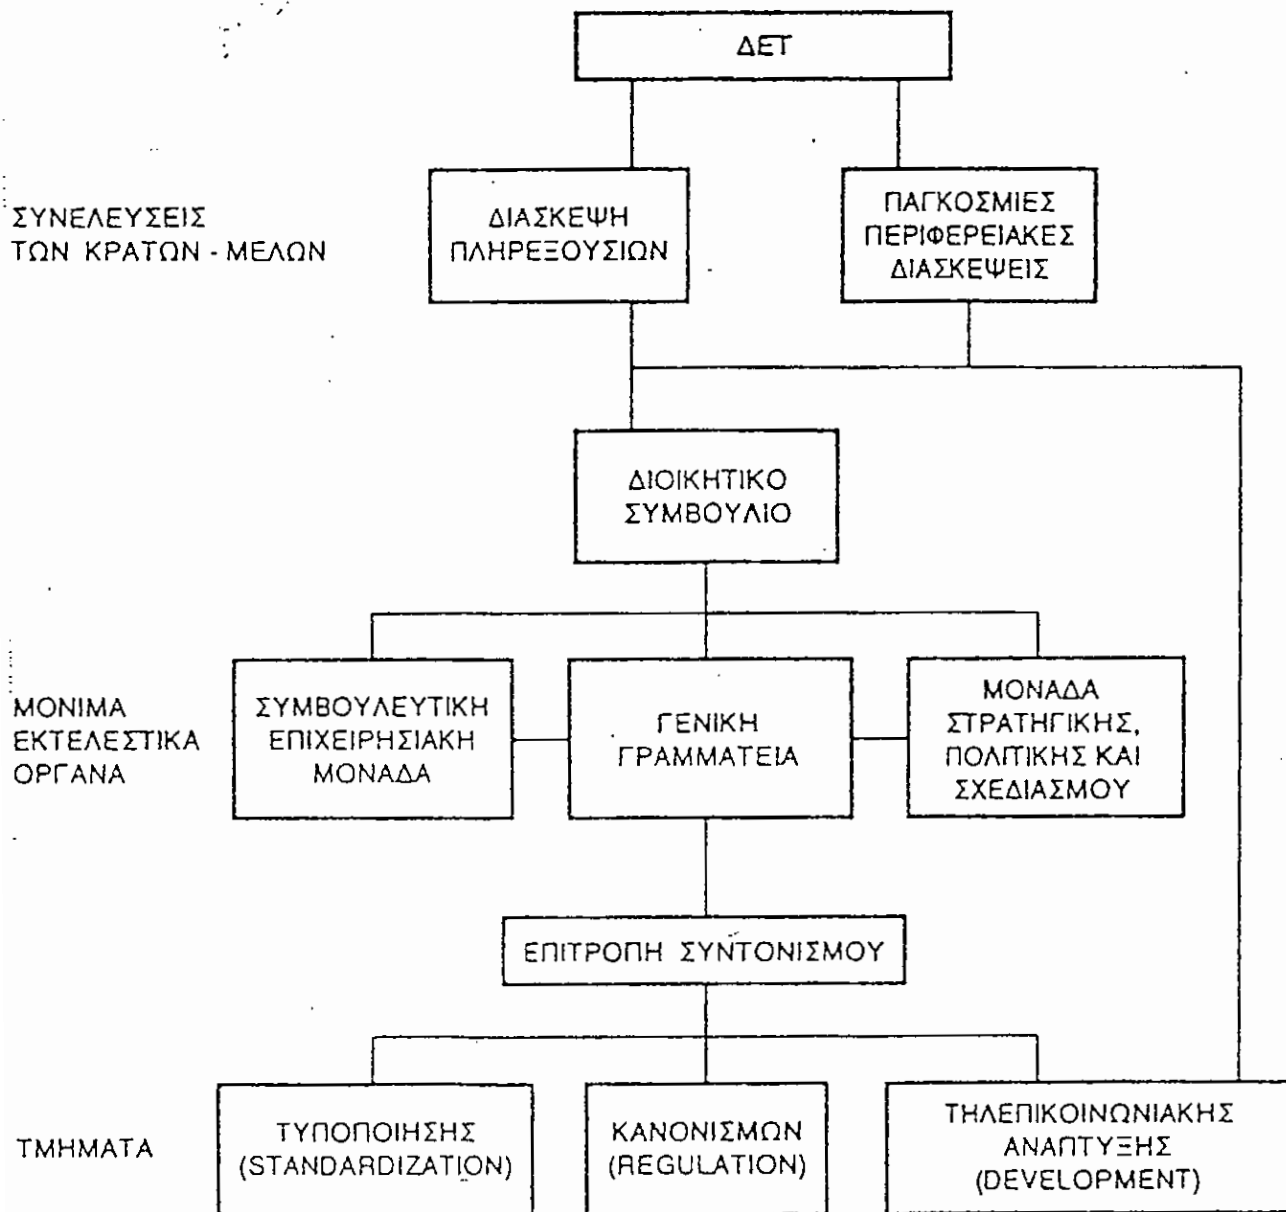 ΔΕΤ
ΣΥΝΕΛΕΥΣΕΙΣ
ΤΩΝ ΚΡΑΤΩΝ - ΜΕΛΩΝ
ΔΙΑΣΚΕΨΗ
ΠΛΗΡΕΞΟΥΣΙΩΝ
ΠΑΓΚΟΣΜΙΕΣ
ΠΕΡΙΦΕΡΕΙΑΚΕΣ
ΔΙΑΣΚΕΨΕΙΣ
ΔΙΟΙΚΗΤΙΚΟ
ΣΥΜΒΟΥΛΙΟ
ΜΟΝΙΜΑ
ΕΚΤΕΛΕΣΤΙΚΑ
ΟΡΓΑΝΑ
ΣΥΜΒΟΥΛΕΥΤΙΚΗ
ΕΠΙΧΕΙΡΗΣΙΑΚΗ
ΜΟΝΑΔΑ
ΓΕΝΙΚΗ
ΓΡΑΜΜΑΤΕΙΑ
ΜΟΝΑΔΑ
ΣΤΡΑΤΗΓΙΚΗΣ,
ΠΟΛΙΤΙΚΗΣ ΚΑΙ
ΣΧΕΔΙΑΣΜΟΥ
ΕΠΙΤΡΟΠΗ ΣΥΝΤΟΝΙΣΜΟΥ
ΤΜΗΜΑΤΑ
ΤΥΠΟΠΟΙΗΣΗΣ
(STANDARDIZATION)
ΚΑΝΟΝΙΣΜΩΝ
(REGULATION)
ΤΗΛΕΠΙΚΟΙΝΩΝΙΑΚΗΣ
ΑΝΑΠΤΥΞΗΣ
(DEVELOPMENT)